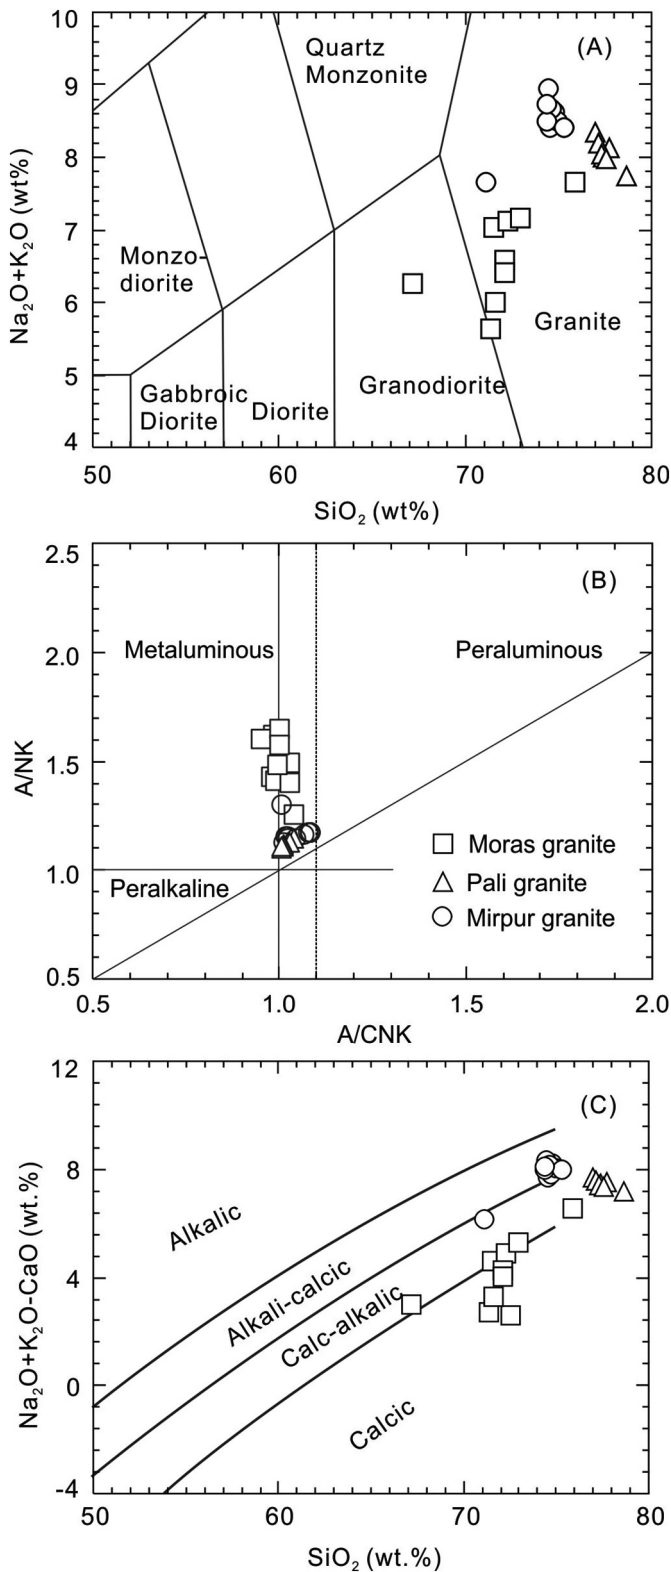 10
9
8
7
6
5
4
Na₂O+K₂O (wt%)
(A)
Quartz
Monzonite
Monzo-
diorite
Granite
Gabbroic
Diorite
Diorite
Granodiorite
50
60
70
80
SiO₂ (wt%)
2.5
2.0
1.5
1.0
0.5
A/NK
(B)
Metaluminous
Peraluminous
Moras granite
Peralkaline
Pali granite
Mirpur granite
0.5
1.0
1.5
2.0
A/CNK
12
8
4
0
-4
Na₂O+K₂O-CaO (wt.%)
(C)
Alkalic
Alkali-calcic
Calc-alkalic
Calcic
50
60
70
80
SiO₂ (wt.%)